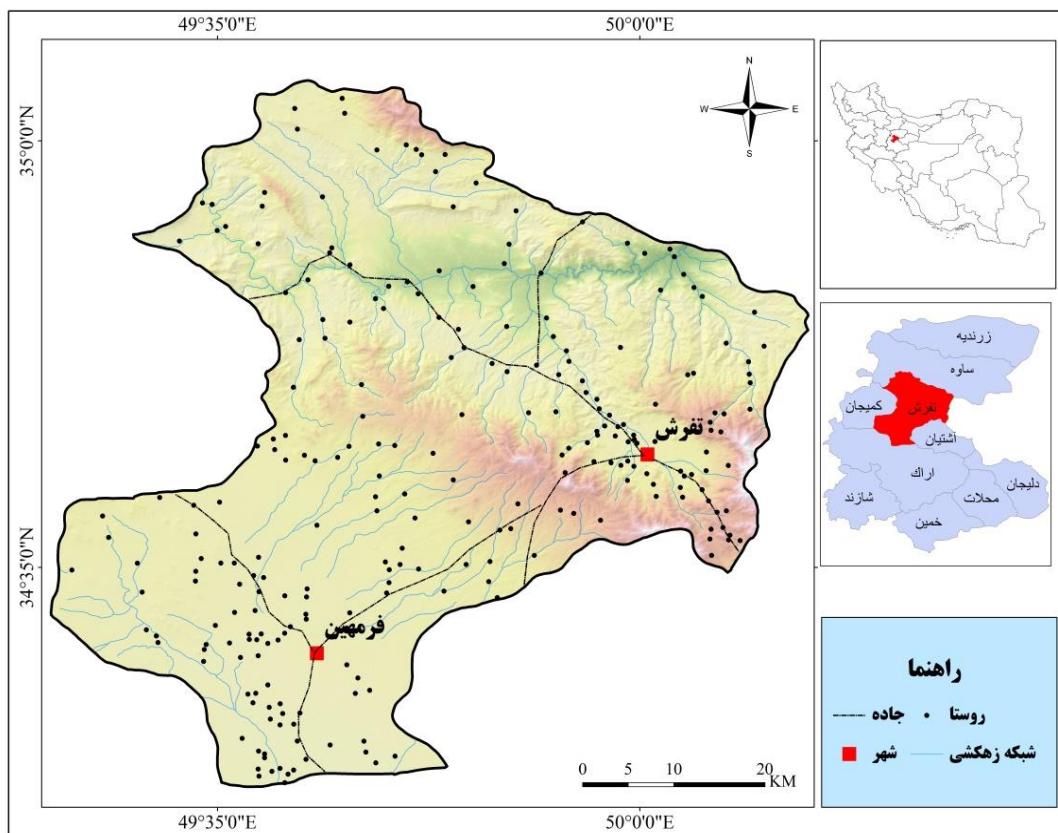 49°35'0"E
50°0'0"E
N
W
E
S
35°0'0"N
34°35'0"N
تفرش
فرمهین
0
5
10
20
KM
49°35'0"E
50°0'0"E
زرندیه
ساوه
کمیجان
تفرش
آشتیان
اراک
دلیجان
محلات
شازند
خمین
راهنما
روستا
جاده
شبکه زهکشی
شهر